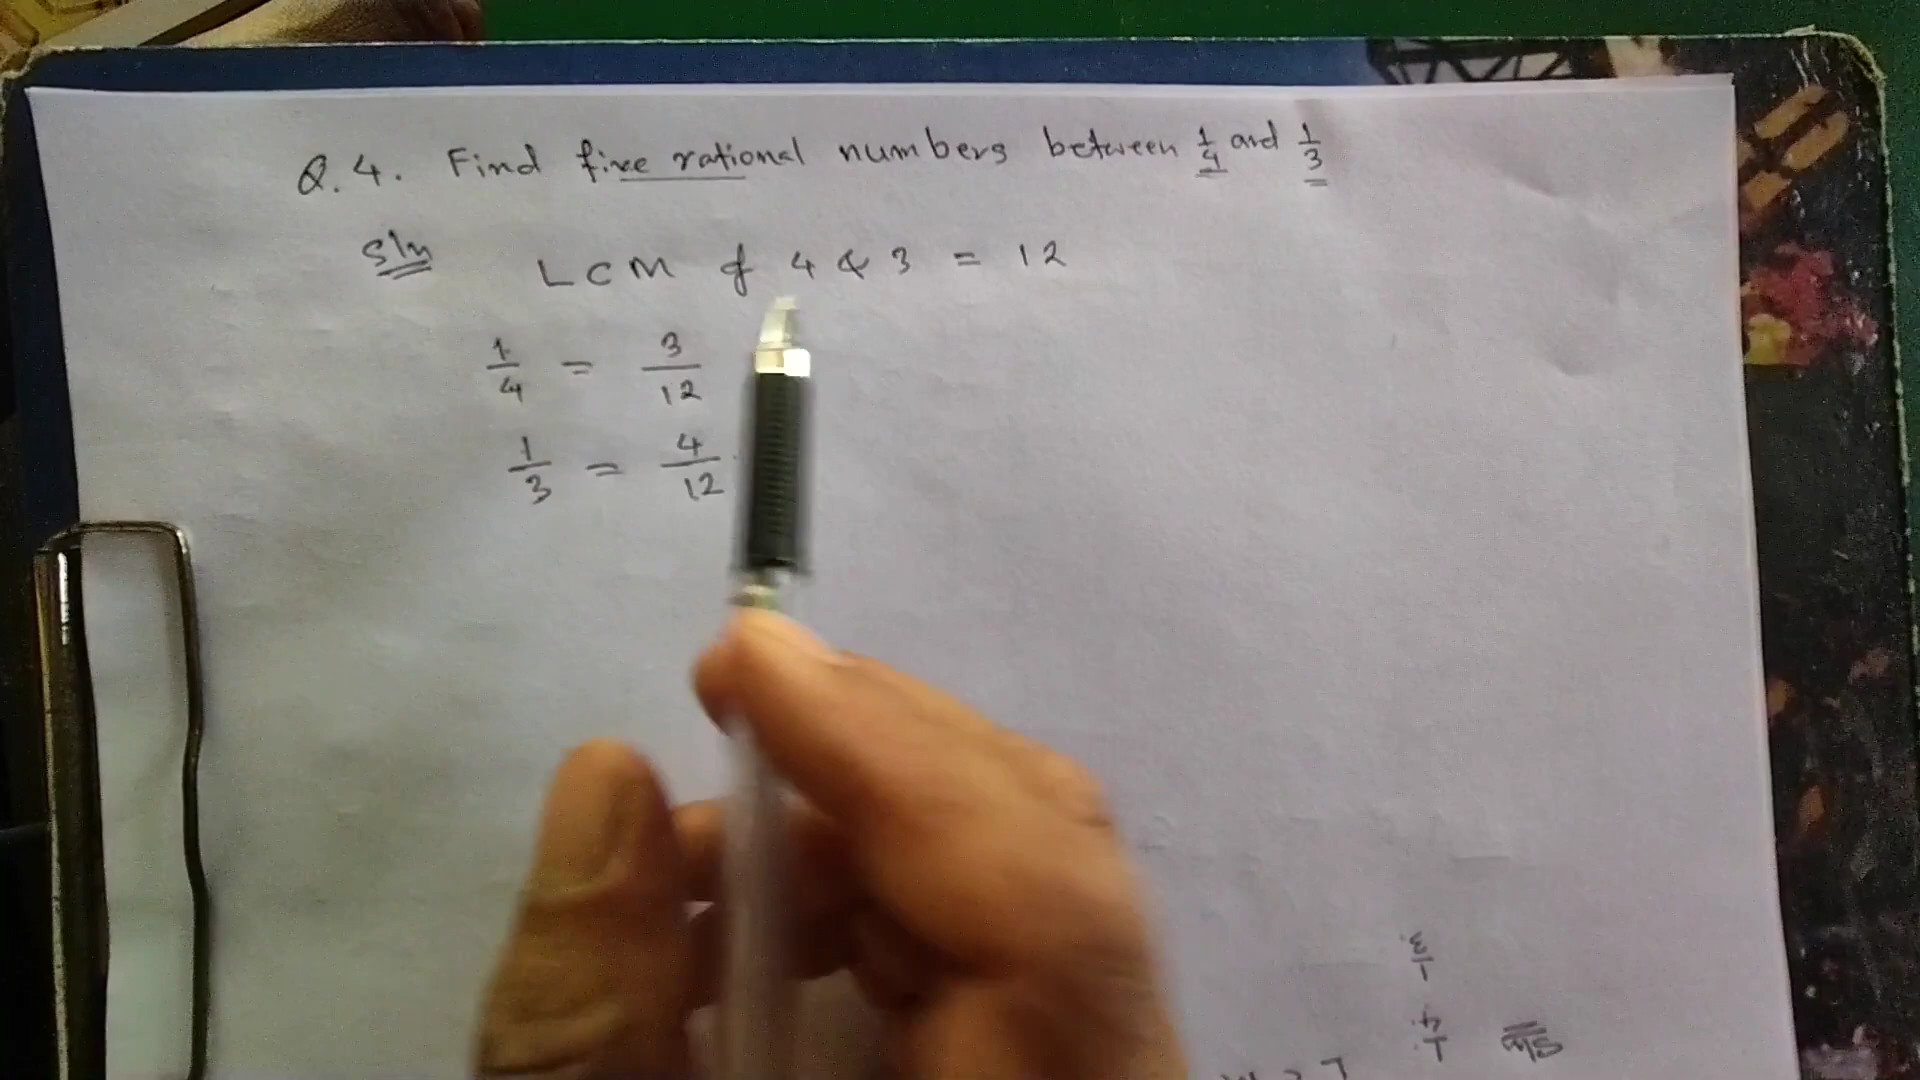 Q.4. Find five rational numbers between 1/4 and 1/3
Soln LCM of 4 & 3 = 12
1/4 = 3/12
1/3 = 4/12